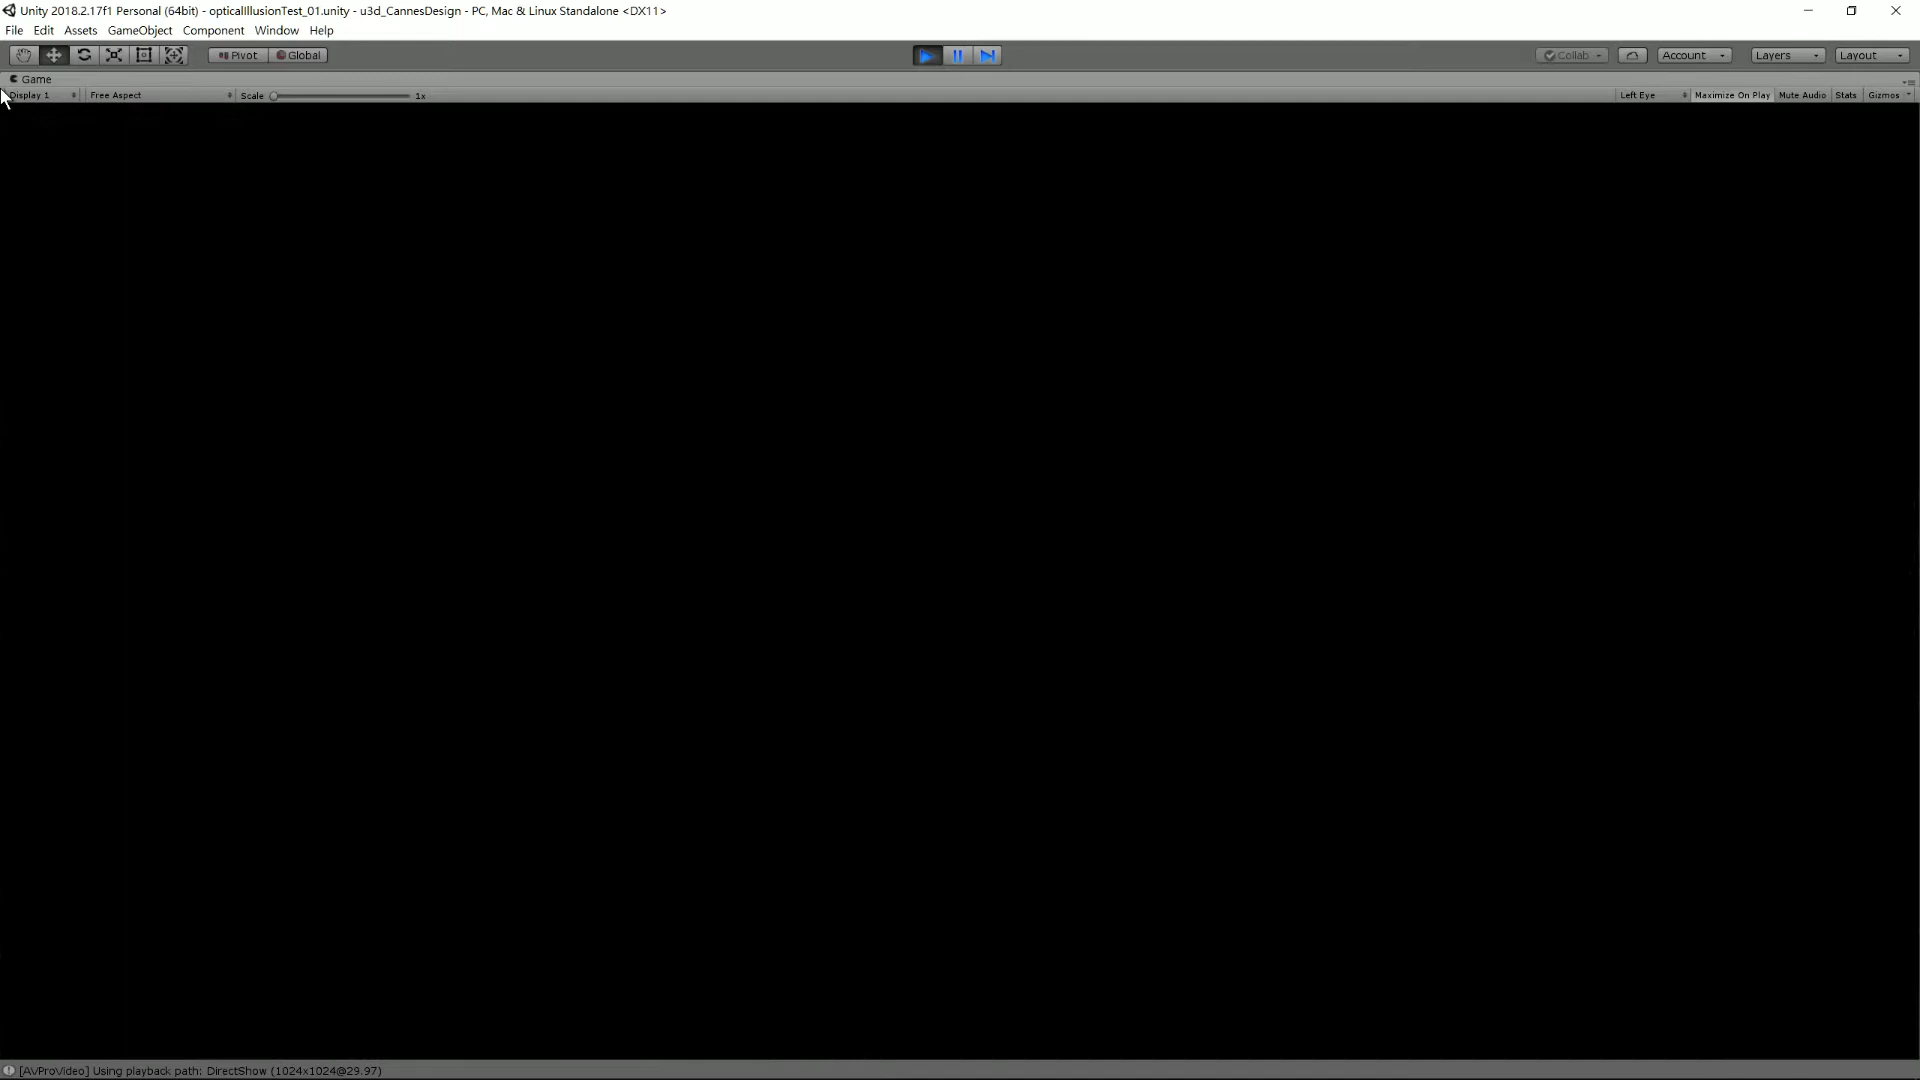 Unity 2018.2.17f1 Personal (64bit) - opticalIllusionTest_01.unity - u3d_CannesDesign - PC, Mac & Linux Standalone <DX11>
File Edit Assets GameObject Component Window Help
Pivot Global Collab Account Layers Layout
Game
Display 1 Free Aspect Scale 1x Left Eye Maximize On Play Mute Audio Stats Gizmos
[AVProVideo] Using playback path: DirectShow (1024x1024@29.97)